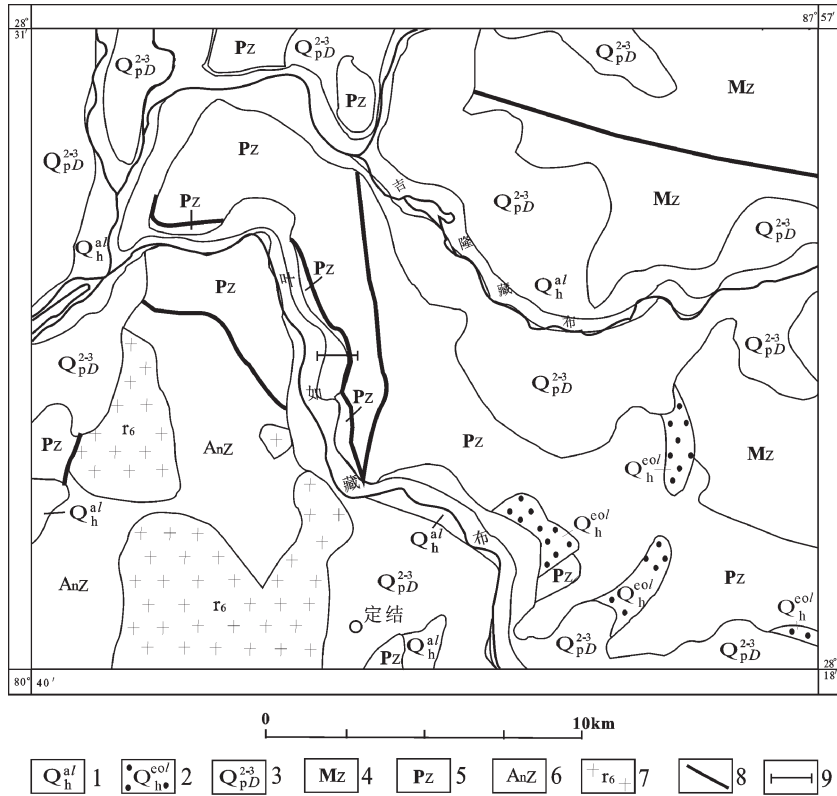 28° 87° 57′
31′
Pz Q2-3pD Q2-3pD
Q2-3pD Mz
Pz
Pz
Q2-3pD
Pz 吉 Q2-3pD Mz
Q2-3pD
Qalh 隆
Pz
叶 Pz 藏 Qalh
布
Q2-3pD
Q2-3pD Q2-3pD
如
Pz
r6
Pz AnZ Pz Mz
Qeolh
藏
Qalh Qalh 布 Qeolh
Pz Pz
AnZ Q2-3pD
r6 Qeolh Qeolh
定结
Qalh Q2-3pD Q2-3pD
Pz
28°
80° 40′ 18′
0 10km
Qalh 1 Qeolh 2 Q2-3pD 3 Mz 4 Pz 5 AnZ 6 r6 7 8 9